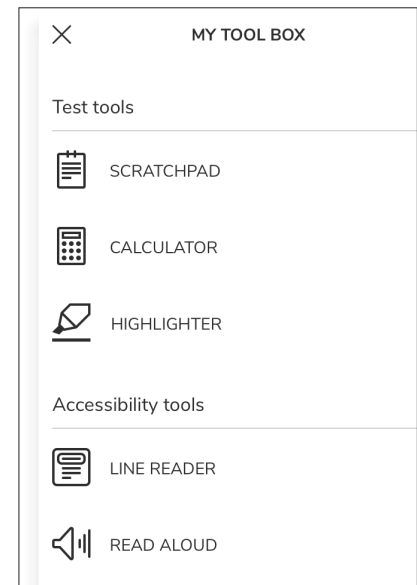 MY TOOL BOX
Test tools
SCRATCHPAD
CALCULATOR
HIGHLIGHTER
Accessibility tools
LINE READER
READ ALOUD